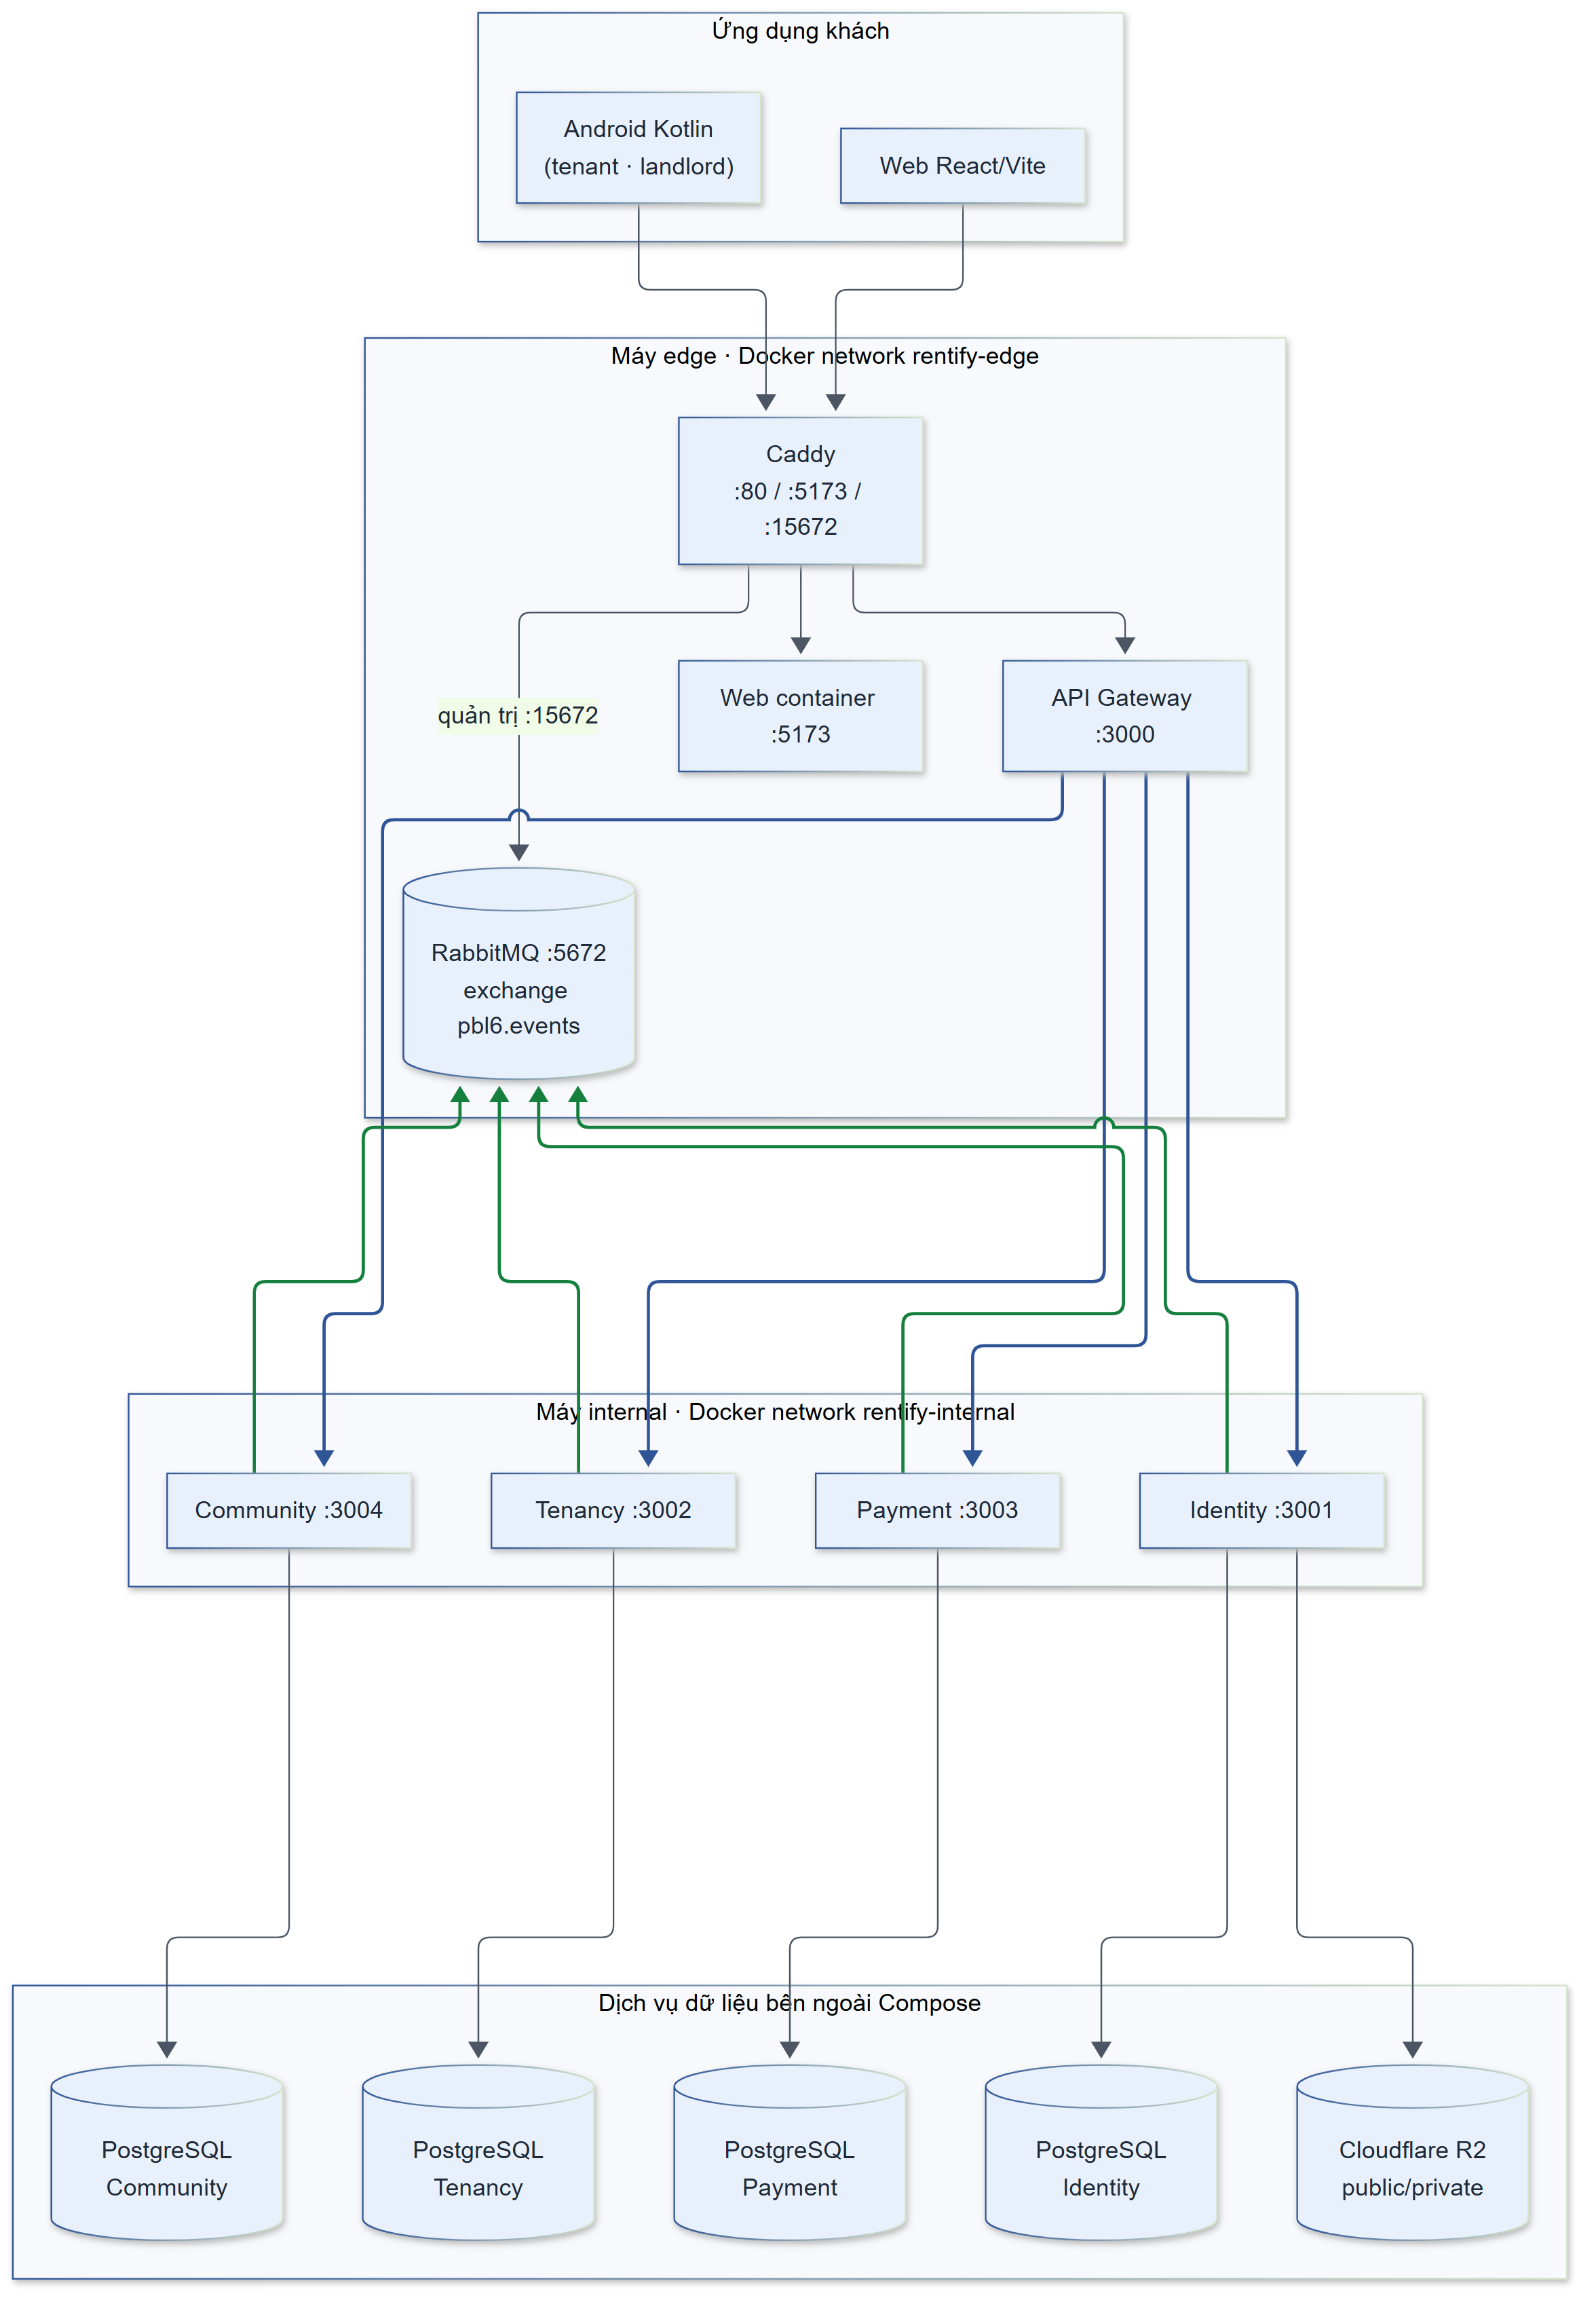 Ứng dụng khách
Android Kotlin
(tenant · landlord)
Web React/Vite
Máy edge · Docker network rentify-edge
Caddy
:80 / :5173 /
:15672
quản trị :15672
Web container
:5173
API Gateway
:3000
RabbitMQ :5672
exchange
pbl6.events
Máy internal · Docker network rentify-internal
Community :3004
Tenancy :3002
Payment :3003
Identity :3001
Dịch vụ dữ liệu bên ngoài Compose
PostgreSQL
Community
PostgreSQL
Tenancy
PostgreSQL
Payment
PostgreSQL
Identity
Cloudflare R2
public/private